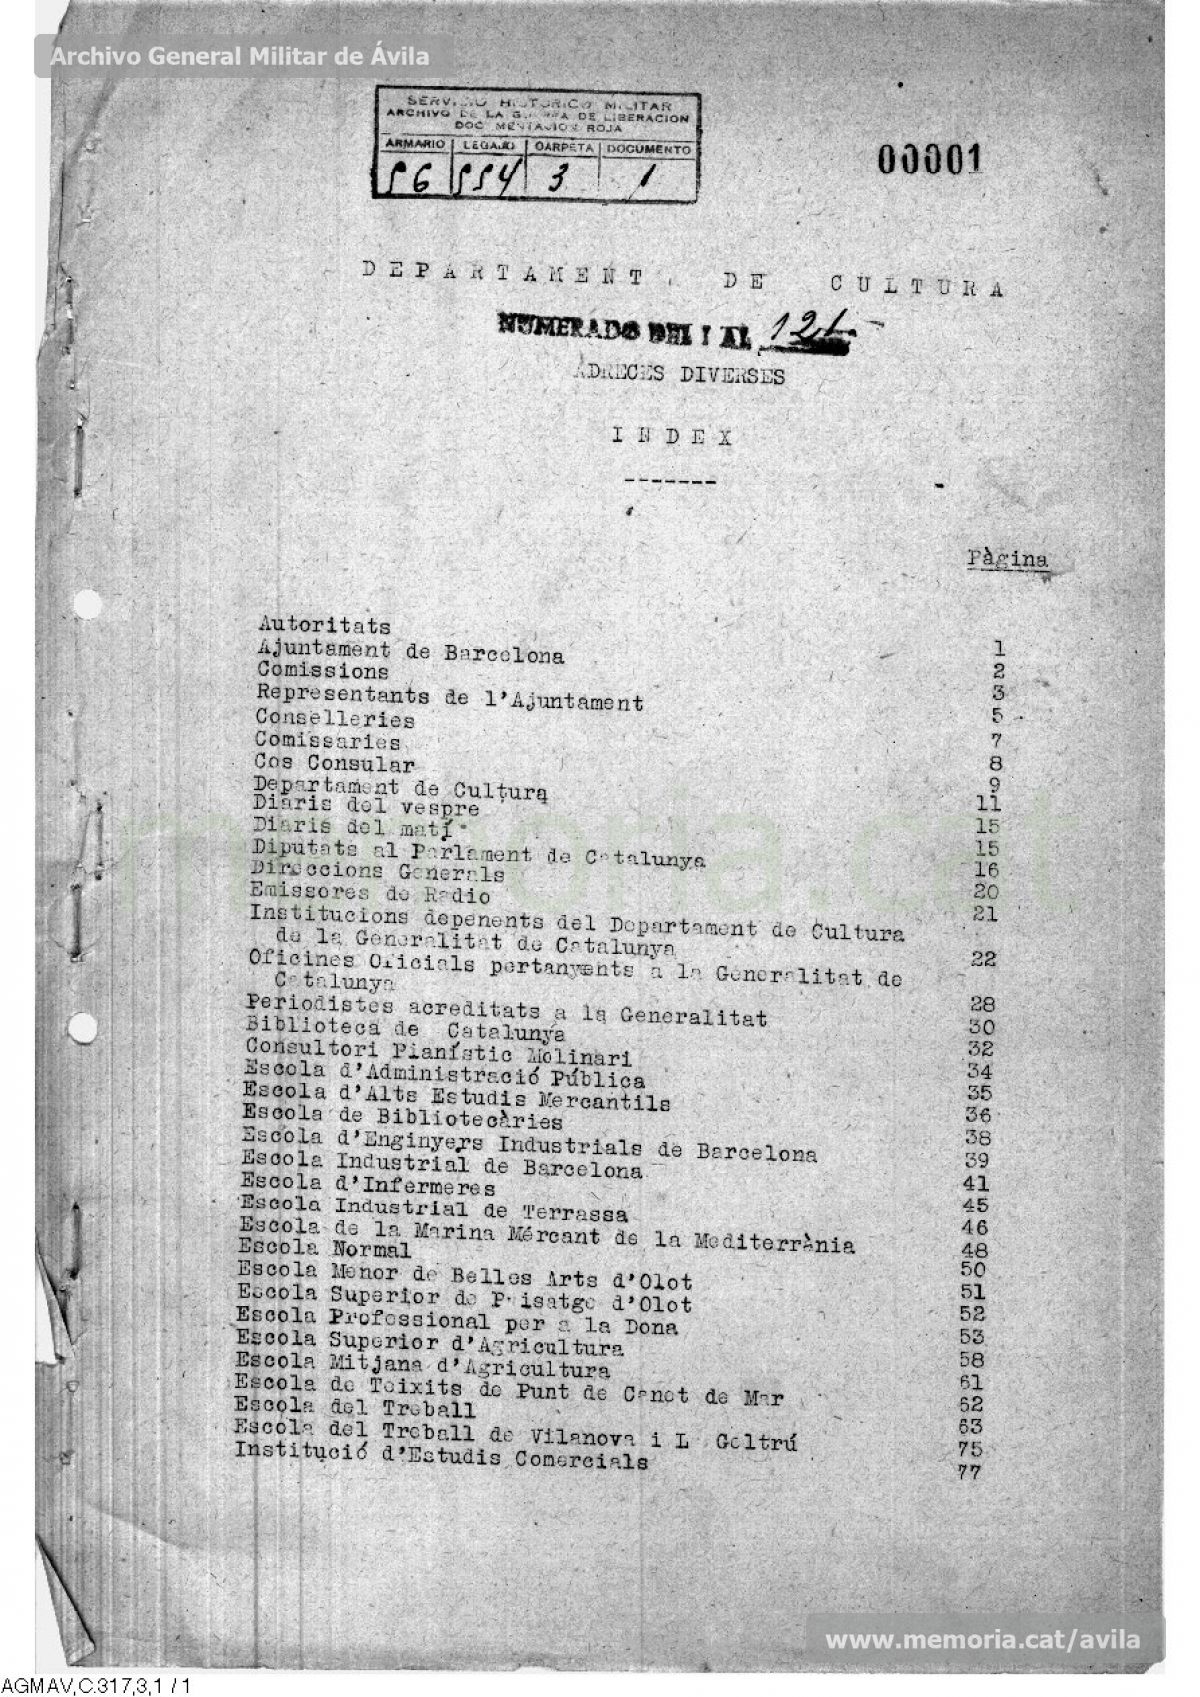 Archivo General Militar de Ávila
SERVICIO HISTORICO MILITAR
ARCHIVO DE LA GUERRA DE LIBERACION
DOCUMENTACION ROJA
ARMARIO LEGAJO CARPETA DOCUMENTO
56 554 3 1
00001
DEPARTAMENT DE CULTURA
NUMERADO DEL 1 AL 121
ADRECES DIVERSES
INDEX
-------
Pàgina
Autoritats 1
Ajuntament de Barcelona 2
Comissions 3
Representants de l'Ajuntament 5
Conselleries 7
Comissaries 8
Cos Consular 9
Departament de Cultura 11
Diaris del vespre 15
Diaris del matí 15
Diputats al Parlament de Catalunya 16
Direccions Generals 20
Emissores de Radio 21
Institucions depenents del Departament de Cultura
de la Generalitat de Catalunya 22
Oficines Oficials pertanyents a la Generalitat de
Catalunya 28
Periodistes acreditats a la Generalitat 30
Biblioteca de Catalunya 32
Consultori Pianístic Molinari 34
Escola d'Administració Pública 35
Escola d'Alts Estudis Mercantils 36
Escola de Bibliotecàries 38
Escola d'Enginyers Industrials de Barcelona 39
Escola Industrial de Barcelona 41
Escola d'Infermeres 45
Escola Industrial de Terrassa 46
Escola de la Marina Mércant de la Mediterrània 48
Escola Normal 50
Escola Menor de Belles Arts d'Olot 51
Escola Superior de Paisatge d'Olot 52
Escola Professional per a la Dona 53
Escola Superior d'Agricultura 58
Escola Mitjana d'Agricultura 61
Escola de Teixits de Punt de Canet de Mar 62
Escola del Treball 63
Escola del Treball de Vilanova i L Geltrú 75
Institució d'Estudis Comercials 77
memoria.cat
www.memoria.cat/avila
AGMAV,C.317,3,1 / 1